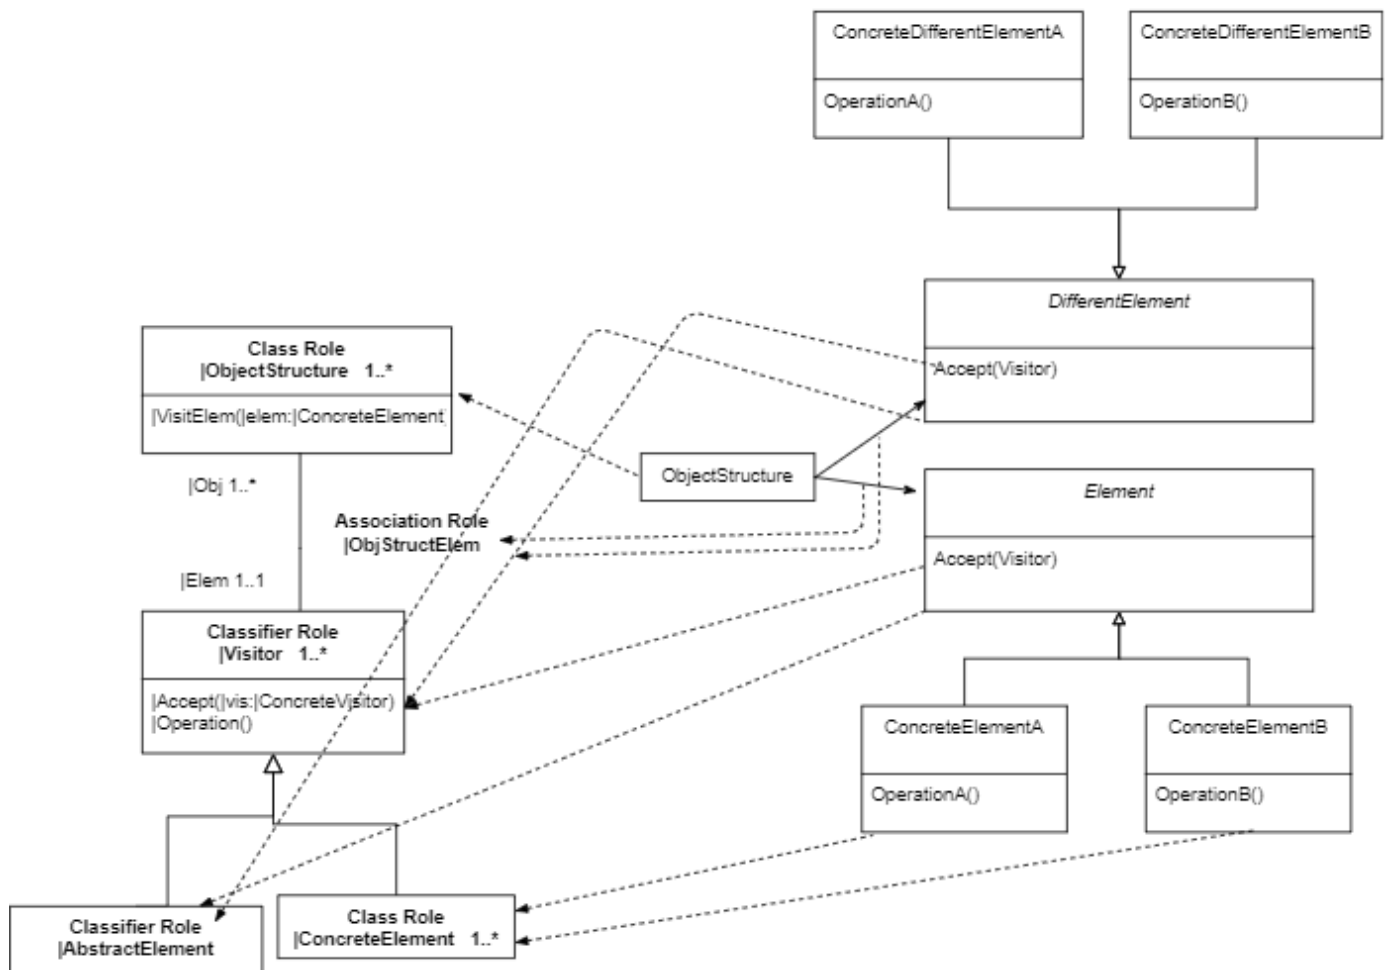 ConcreteDifferentElementA
OperationA()
ConcreteDifferentElementB
OperationB()
DifferentElement
Accept(Visitor)
Class Role
|ObjectStructure 1..*
|VisitElem(|elem:|ConcreteElement
|Obj 1..*
|Elem 1..1
Association Role
|ObjStructElem
ObjectStructure
Element
Accept(Visitor)
Classifier Role
|Visitor 1..*
|Accept(|vis:|ConcreteVisitor)
|Operation()
ConcreteElementA
OperationA()
ConcreteElementB
OperationB()
Classifier Role
|AbstractElement
Class Role
|ConcreteElement 1..*